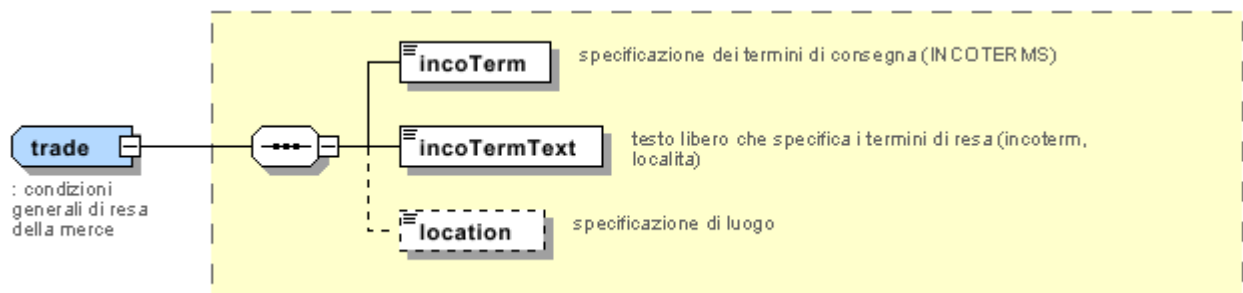 incoTerm
specificazione dei termini di consegna (INCOTERMS)
trade
: condizioni
generali di resa
della merce
incoTermText
testo libero che specifica i termini di resa (incoterm,
localita)
location
specificazione di luogo